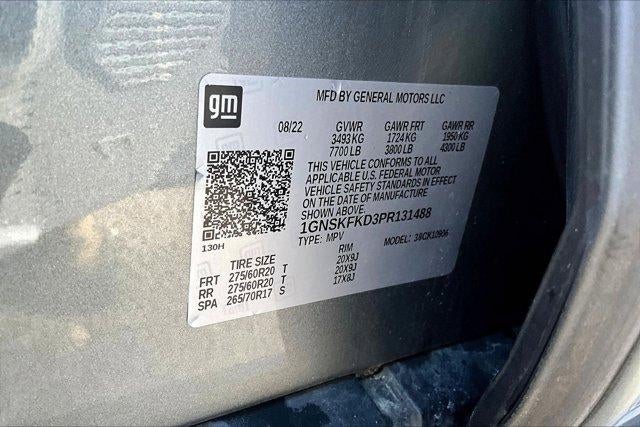 gm
MFD BY GENERAL MOTORS LLC
08/22 GVWR GAWR FRT GAWR RR
3493 KG 1724 KG 1950 KG
7700 LB 3800 LB 4300 LB
THIS VEHICLE CONFORMS TO ALL
APPLICABLE U.S. FEDERAL MOTOR
VEHICLE SAFETY STANDARDS IN EFFECT
ON THE DATE OF MANUFACTURE
SHOWN ABOVE.
1GNSKFKD3PR131488
TYPE: MPV MODEL:
130H
TIRE SIZE RIM
FRT 275/60R20 T 20X9J
RR 275/60R20 T 20X9J
SPA 265/70R17 S 17X8J